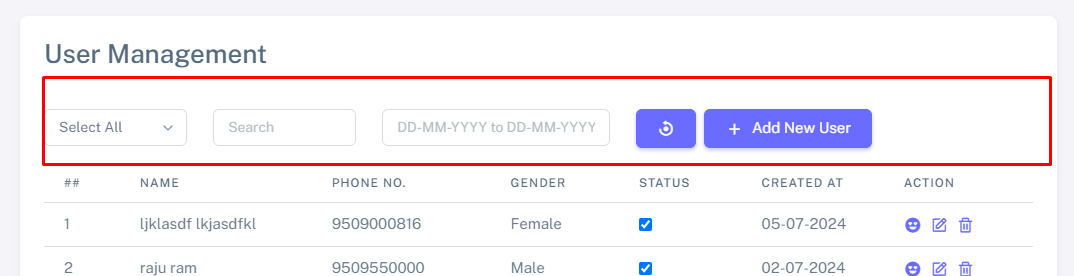 User Management
Select All Search DD-MM-YYYY to DD-MM-YYYY Add New User
## NAME PHONE NO. GENDER STATUS CREATED AT ACTION
1 ljklasdf lkjasdfkl 9509000816 Female 05-07-2024
2 raju ram 9509550000 Male 02-07-2024